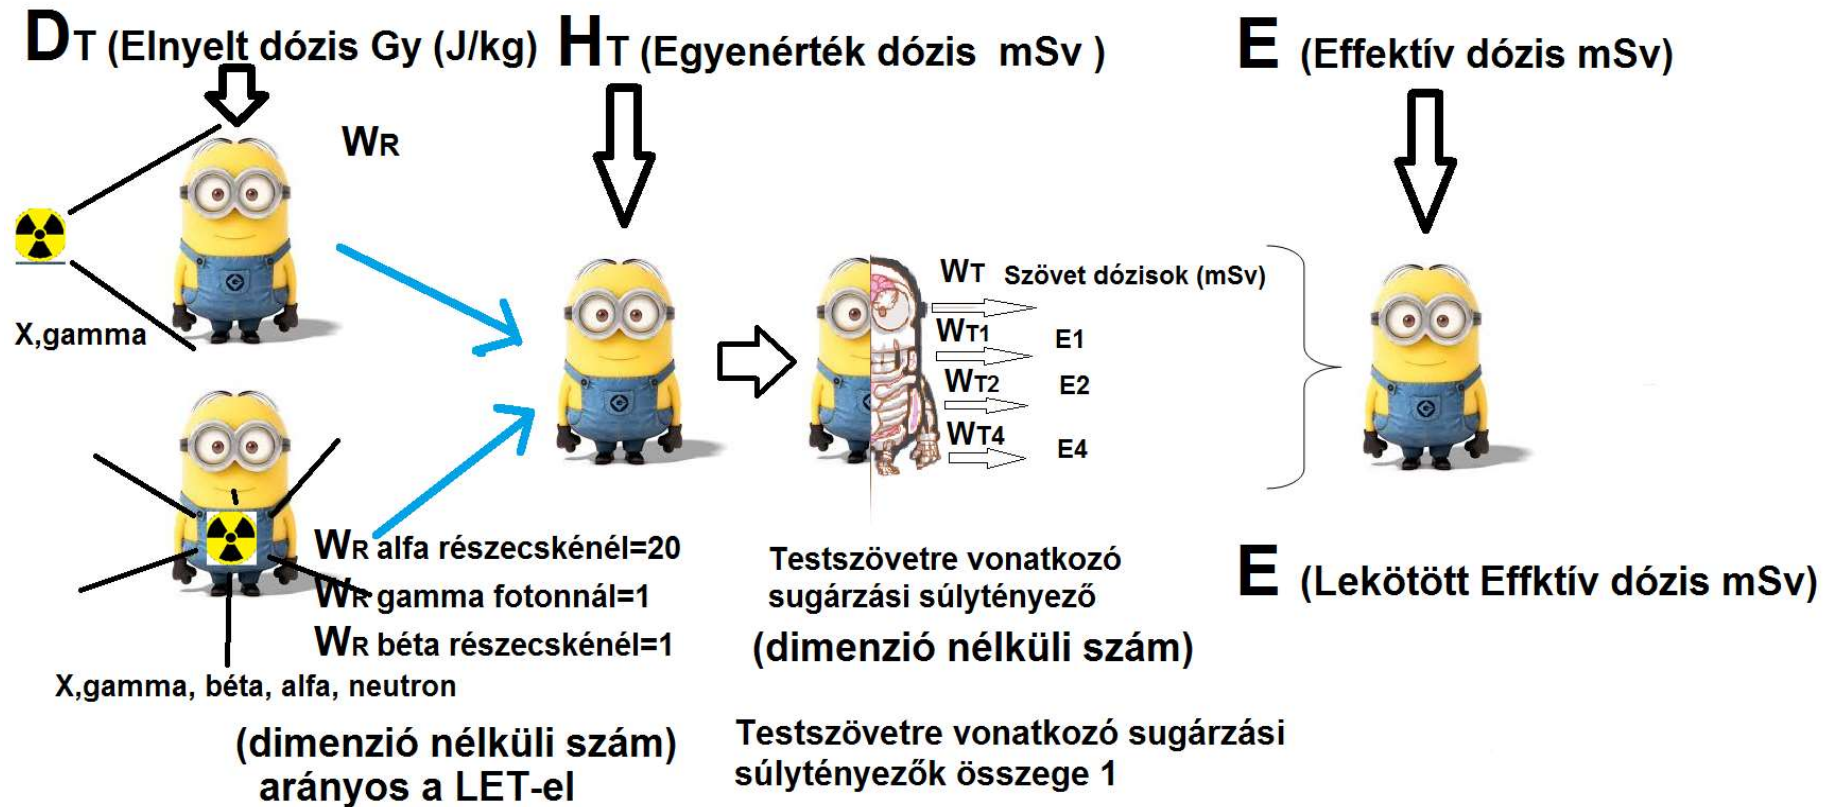 DT (Elnyelt dózis Gy (J/kg)
HT (Egyenérték dózis mSv )
E (Effektív dózis mSv)
WR
X,gamma
WT Szövet dózisok (mSv)
WT1 E1
WT2 E2
WT4 E4
WR alfa részecskénél=20
WR gamma fotonnál=1
WR béta részecskénél=1
X,gamma, béta, alfa, neutron
(dimenzió nélküli szám)
arányos a LET-el
Testszövetre vonatkozó
sugárzási súlytényező
(dimenzió nélküli szám)
Testszövetre vonatkozó sugárzási
súlytényezők összege 1
E (Lekötött Effktív dózis mSv)